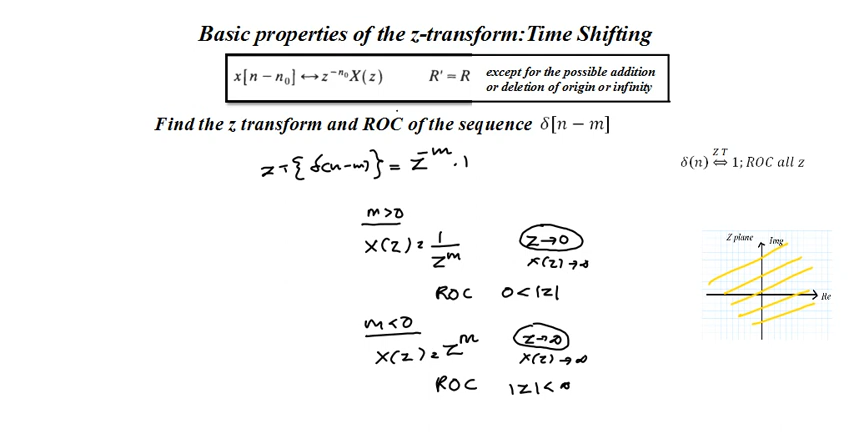 Basic properties of the z-transform: Time Shifting
x[n − n₀] ↔ z⁻ⁿ⁰X(z) R' = R except for the possible addition
or deletion of origin or infinity
Find the z transform and ROC of the sequence δ[n − m]
ZT{δ(n-m)} = z^-m . 1
δ(n) ⇔ 1; ROC all z
ZT
m>0
X(z) = 1/z^m
z→0
X(z)→∞
ROC 0<|z|
Z plane
Img
Re
m<0
X(z) = z^m
z→∞
X(z)→∞
ROC |z|<∞